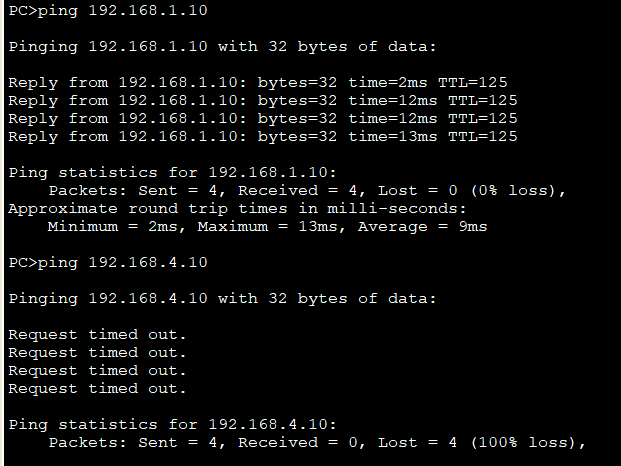 PC>ping 192.168.1.10
Pinging 192.168.1.10 with 32 bytes of data:
Reply from 192.168.1.10: bytes=32 time=2ms TTL=125
Reply from 192.168.1.10: bytes=32 time=12ms TTL=125
Reply from 192.168.1.10: bytes=32 time=12ms TTL=125
Reply from 192.168.1.10: bytes=32 time=13ms TTL=125
Ping statistics for 192.168.1.10:
    Packets: Sent = 4, Received = 4, Lost = 0 (0% loss),
Approximate round trip times in milli-seconds:
    Minimum = 2ms, Maximum = 13ms, Average = 9ms
PC>ping 192.168.4.10
Pinging 192.168.4.10 with 32 bytes of data:
Request timed out.
Request timed out.
Request timed out.
Request timed out.
Ping statistics for 192.168.4.10:
    Packets: Sent = 4, Received = 0, Lost = 4 (100% loss),